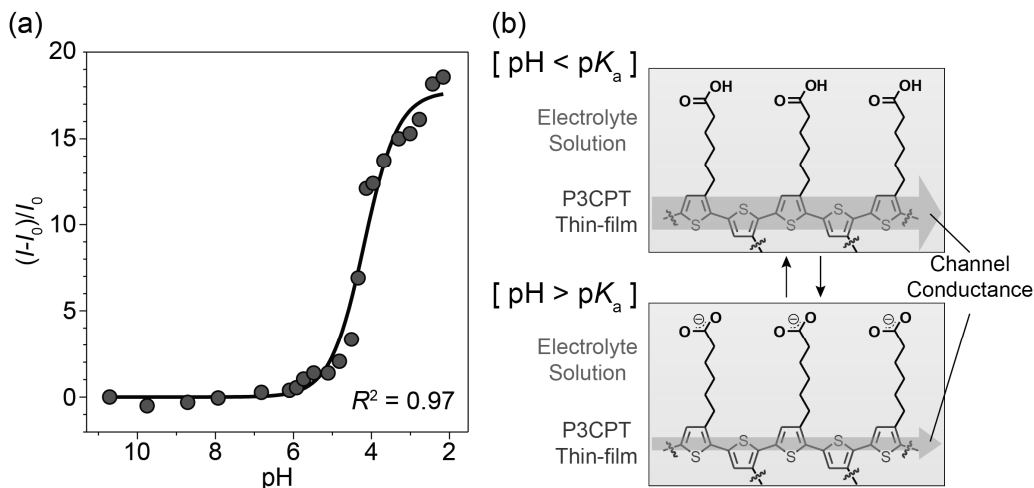 (a)
20
15
10
5
0
(I-I₀)/I₀
10
8
6
4
2
pH
R² = 0.97
(b)
[ pH < pKₐ ]
Electrolyte
Solution
P3CPT
Thin-film
O
OH
O
OH
O
OH
S
S
S
S
S
Channel
Conductance
[ pH > pKₐ ]
Electrolyte
Solution
P3CPT
Thin-film
O
⊖
O
O
⊖
O
O
⊖
O
S
S
S
S
S